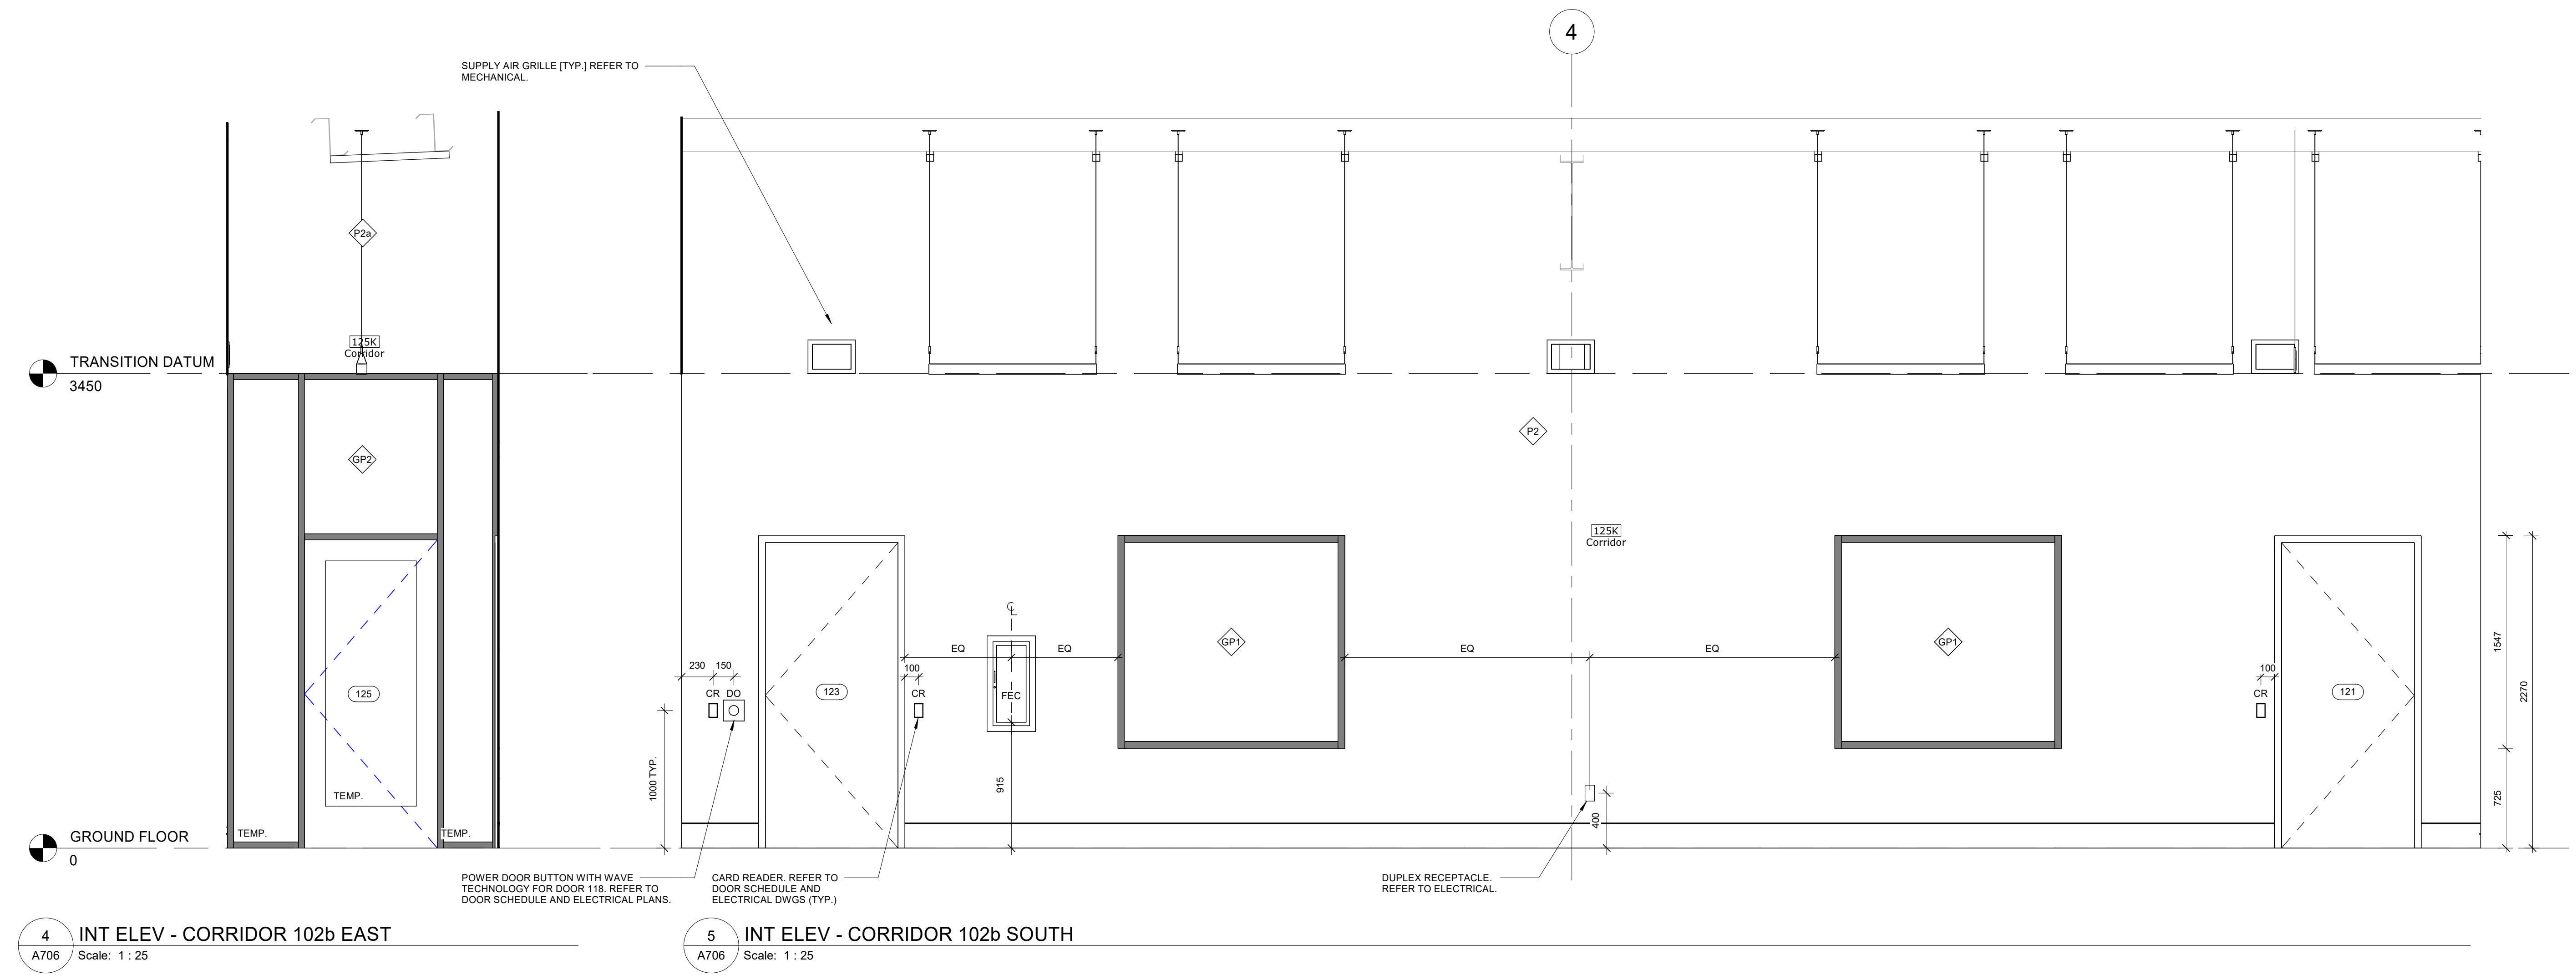 4
SUPPLY AIR GRILLE [TYP.] REFER TO
MECHANICAL.
P2a
125K
Corridor
TRANSITION DATUM
3450
P2
GP2
125K
Corridor
EQ
EQ
EQ
EQ
GP1
GP1
1547
2270
230
150
100
100
CR
DO
CR
CR
125
123
FEC
121
1000 TYP.
915
400
725
TEMP.
TEMP.
TEMP.
GROUND FLOOR
0
POWER DOOR BUTTON WITH WAVE
TECHNOLOGY FOR DOOR 118. REFER TO
DOOR SCHEDULE AND ELECTRICAL PLANS.
CARD READER. REFER TO
DOOR SCHEDULE AND
ELECTRICAL DWGS (TYP.)
DUPLEX RECEPTACLE.
REFER TO ELECTRICAL.
4
A706
INT ELEV - CORRIDOR 102b EAST
Scale: 1 : 25
5
A706
INT ELEV - CORRIDOR 102b SOUTH
Scale: 1 : 25